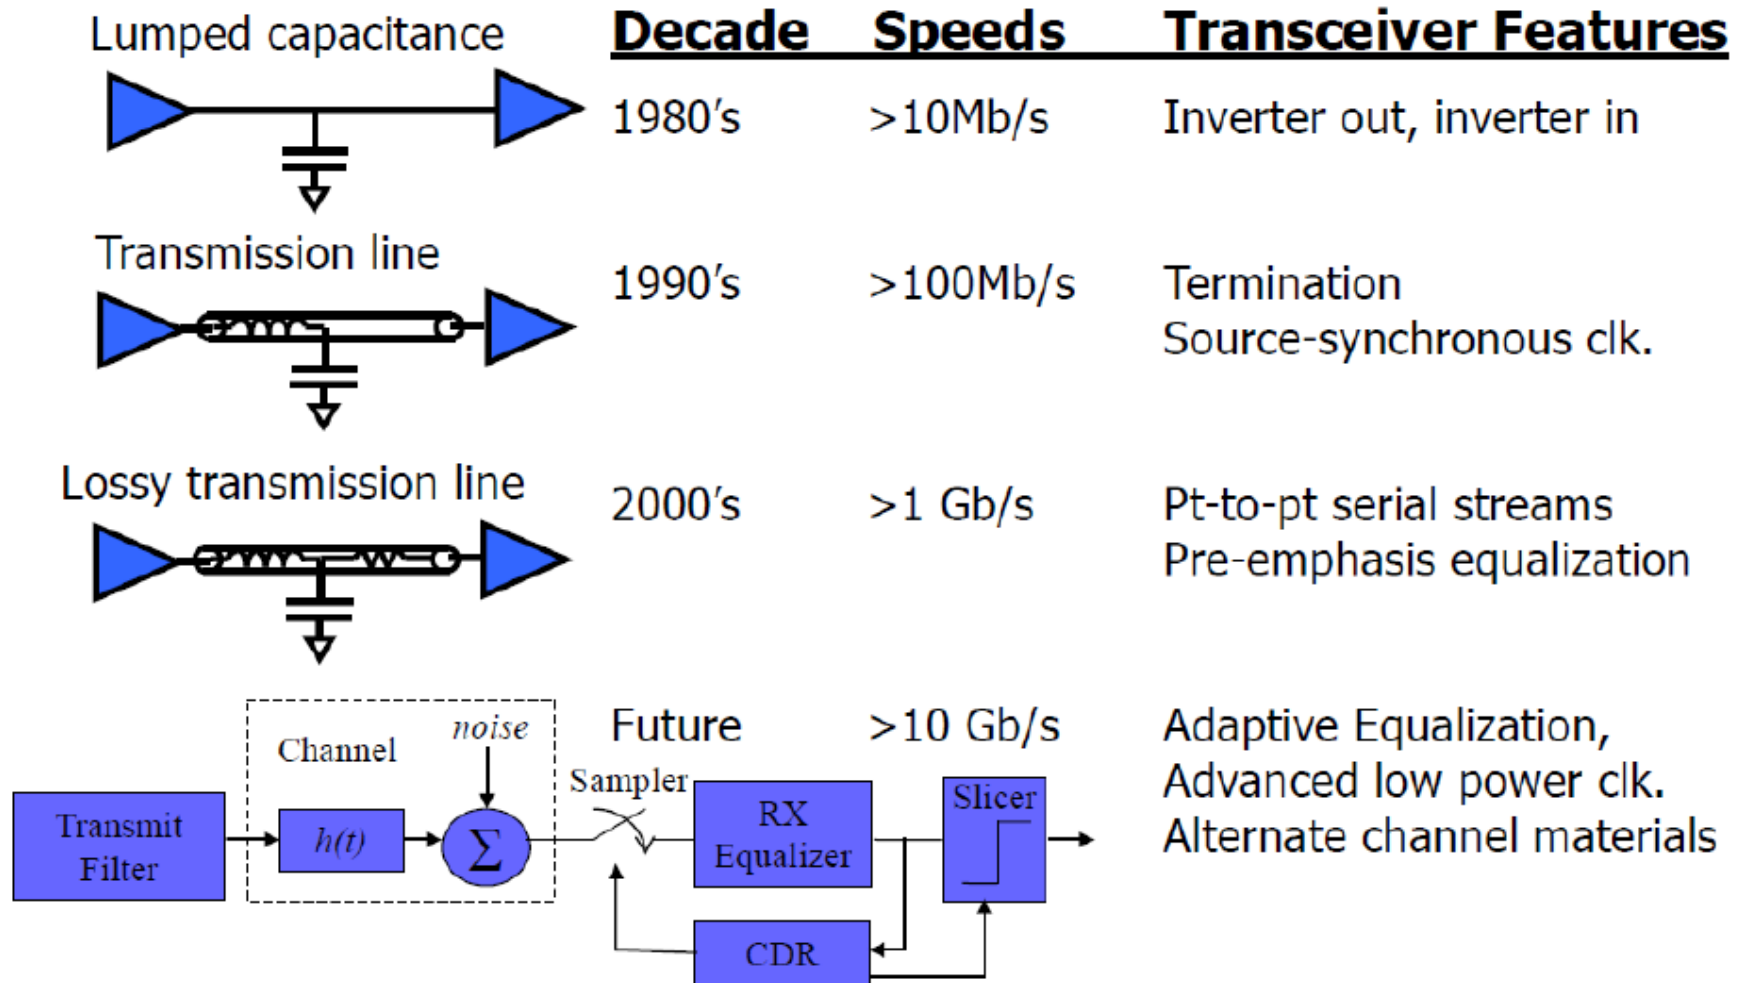 Lumped capacitance
Decade Speeds Transceiver Features
1980's >10Mb/s Inverter out, inverter in
Transmission line
1990's >100Mb/s Termination
Source-synchronous clk.
Lossy transmission line
2000's >1 Gb/s Pt-to-pt serial streams
Pre-emphasis equalization
Future >10 Gb/s Adaptive Equalization,
Advanced low power clk.
Alternate channel materials
Transmit
Filter
Channel
h(t)
noise
Σ
Sampler
RX
Equalizer
CDR
Slicer